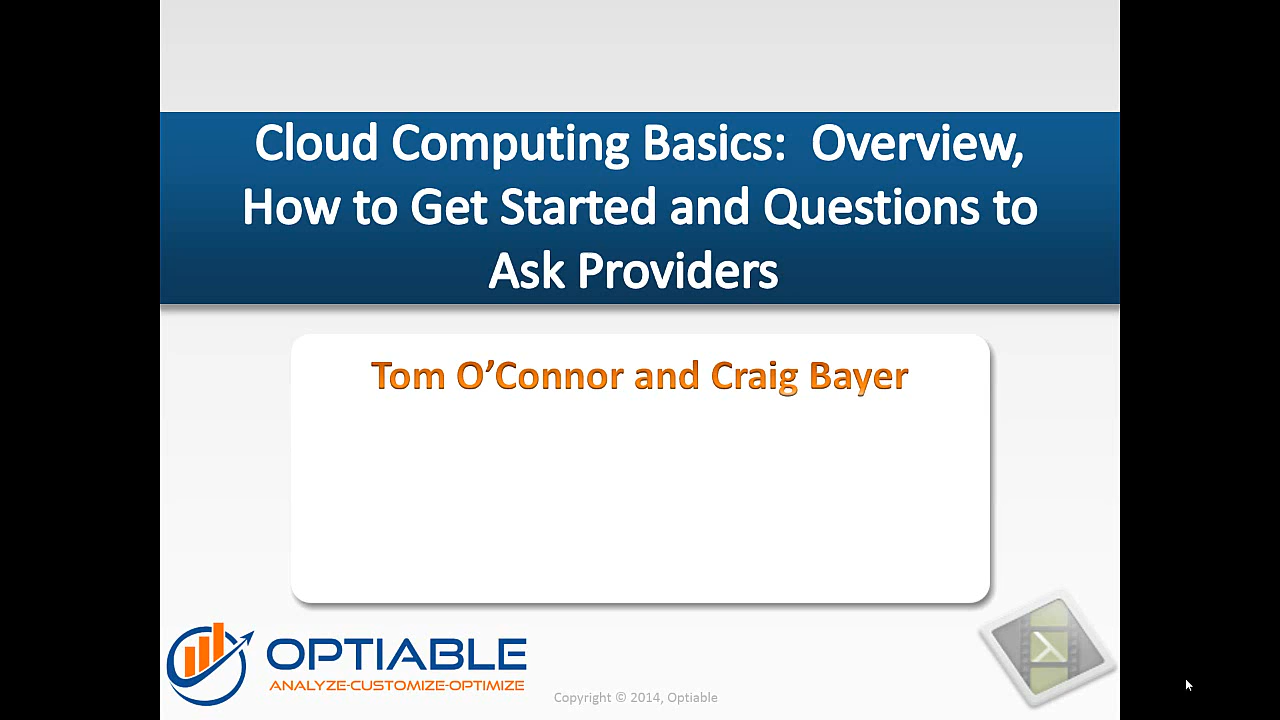 Cloud Computing Basics:  Overview,
How to Get Started and Questions to
Ask Providers
Tom O’Connor and Craig Bayer
OPTIABLE
ANALYZE-CUSTOMIZE-OPTIMIZE
Copyright © 2014, Optiable